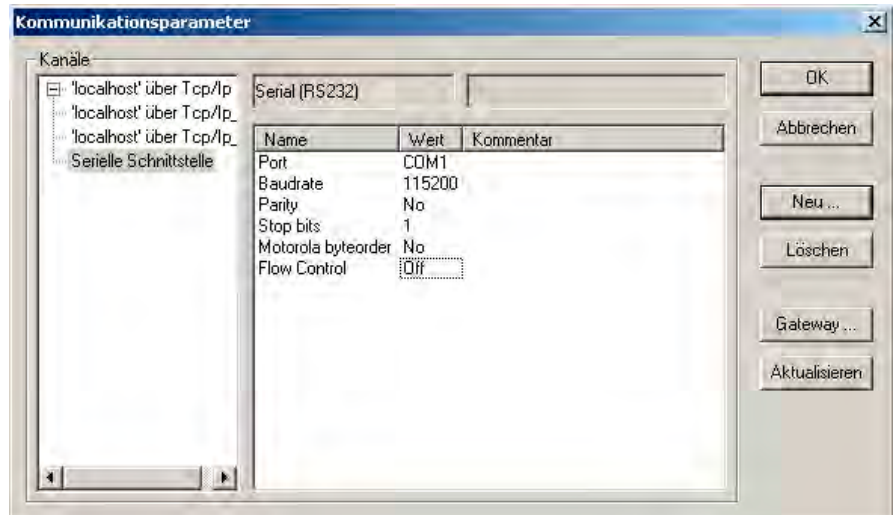 Kommunikationsparameter
Kanäle
'localhost' über Tcp/Ip
'localhost' über Tcp/Ip_
'localhost' über Tcp/Ip_
Serielle Schnittstelle
Serial (RS232)
Name Wert Kommentar
Port COM1
Baudrate 115200
Parity No
Stop bits 1
Motorola byteorder No
Flow Control Off
OK
Abbrechen
Neu ...
Löschen
Gateway ...
Aktualisieren